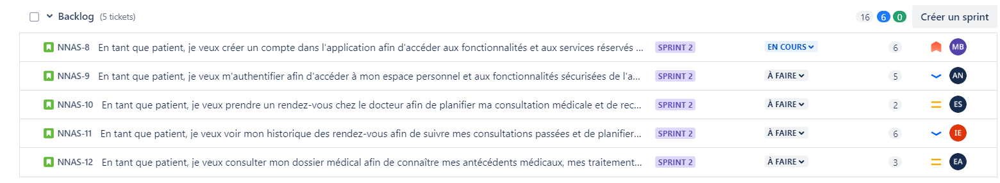 Backlog (5 tickets) 16 6 0 Créer un sprint
NNAS-8 En tant que patient, je veux créer un compte dans l'application afin d'accéder aux fonctionnalités et aux services réservés ... SPRINT 2 EN COURS 6 MB
NNAS-9 En tant que patient, je veux m'authentifier afin d'accéder à mon espace personnel et aux fonctionnalités sécurisées de l'a... SPRINT 2 À FAIRE 5 AN
NNAS-10 En tant que patient, je veux prendre un rendez-vous chez le docteur afin de planifier ma consultation médicale et de rec... SPRINT 2 À FAIRE 2 ES
NNAS-11 En tant que patient, je veux voir mon historique des rendez-vous afin de suivre mes consultations passées et de planifier... SPRINT 2 À FAIRE 6 IE
NNAS-12 En tant que patient, je veux consulter mon dossier médical afin de connaître mes antécédents médicaux, mes traitement... SPRINT 2 À FAIRE 3 EA